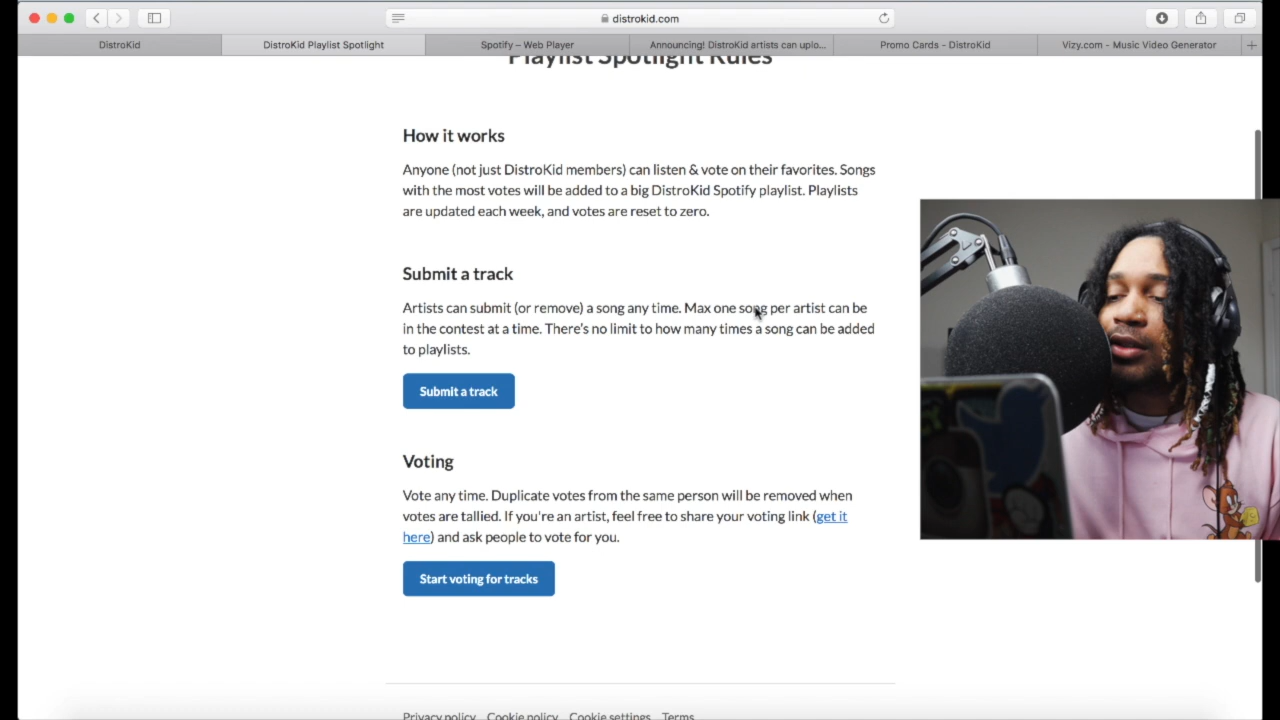 distrokid.com
DistroKid
DistroKid Playlist Spotlight
Spotify – Web Player
Announcing! DistroKid artists can uplo...
Promo Cards - DistroKid
Vizy.com - Music Video Generator
Playlist Spotlight Rules
How it works
Anyone (not just DistroKid members) can listen & vote on their favorites. Songs
with the most votes will be added to a big DistroKid Spotify playlist. Playlists
are updated each week, and votes are reset to zero.
Submit a track
Artists can submit (or remove) a song any time. Max one song per artist can be
in the contest at a time. There's no limit to how many times a song can be added
to playlists.
Submit a track
Voting
Vote any time. Duplicate votes from the same person will be removed when
votes are tallied. If you're an artist, feel free to share your voting link (get it
here) and ask people to vote for you.
Start voting for tracks
Privacy policy Cookie policy Cookie settings Terms